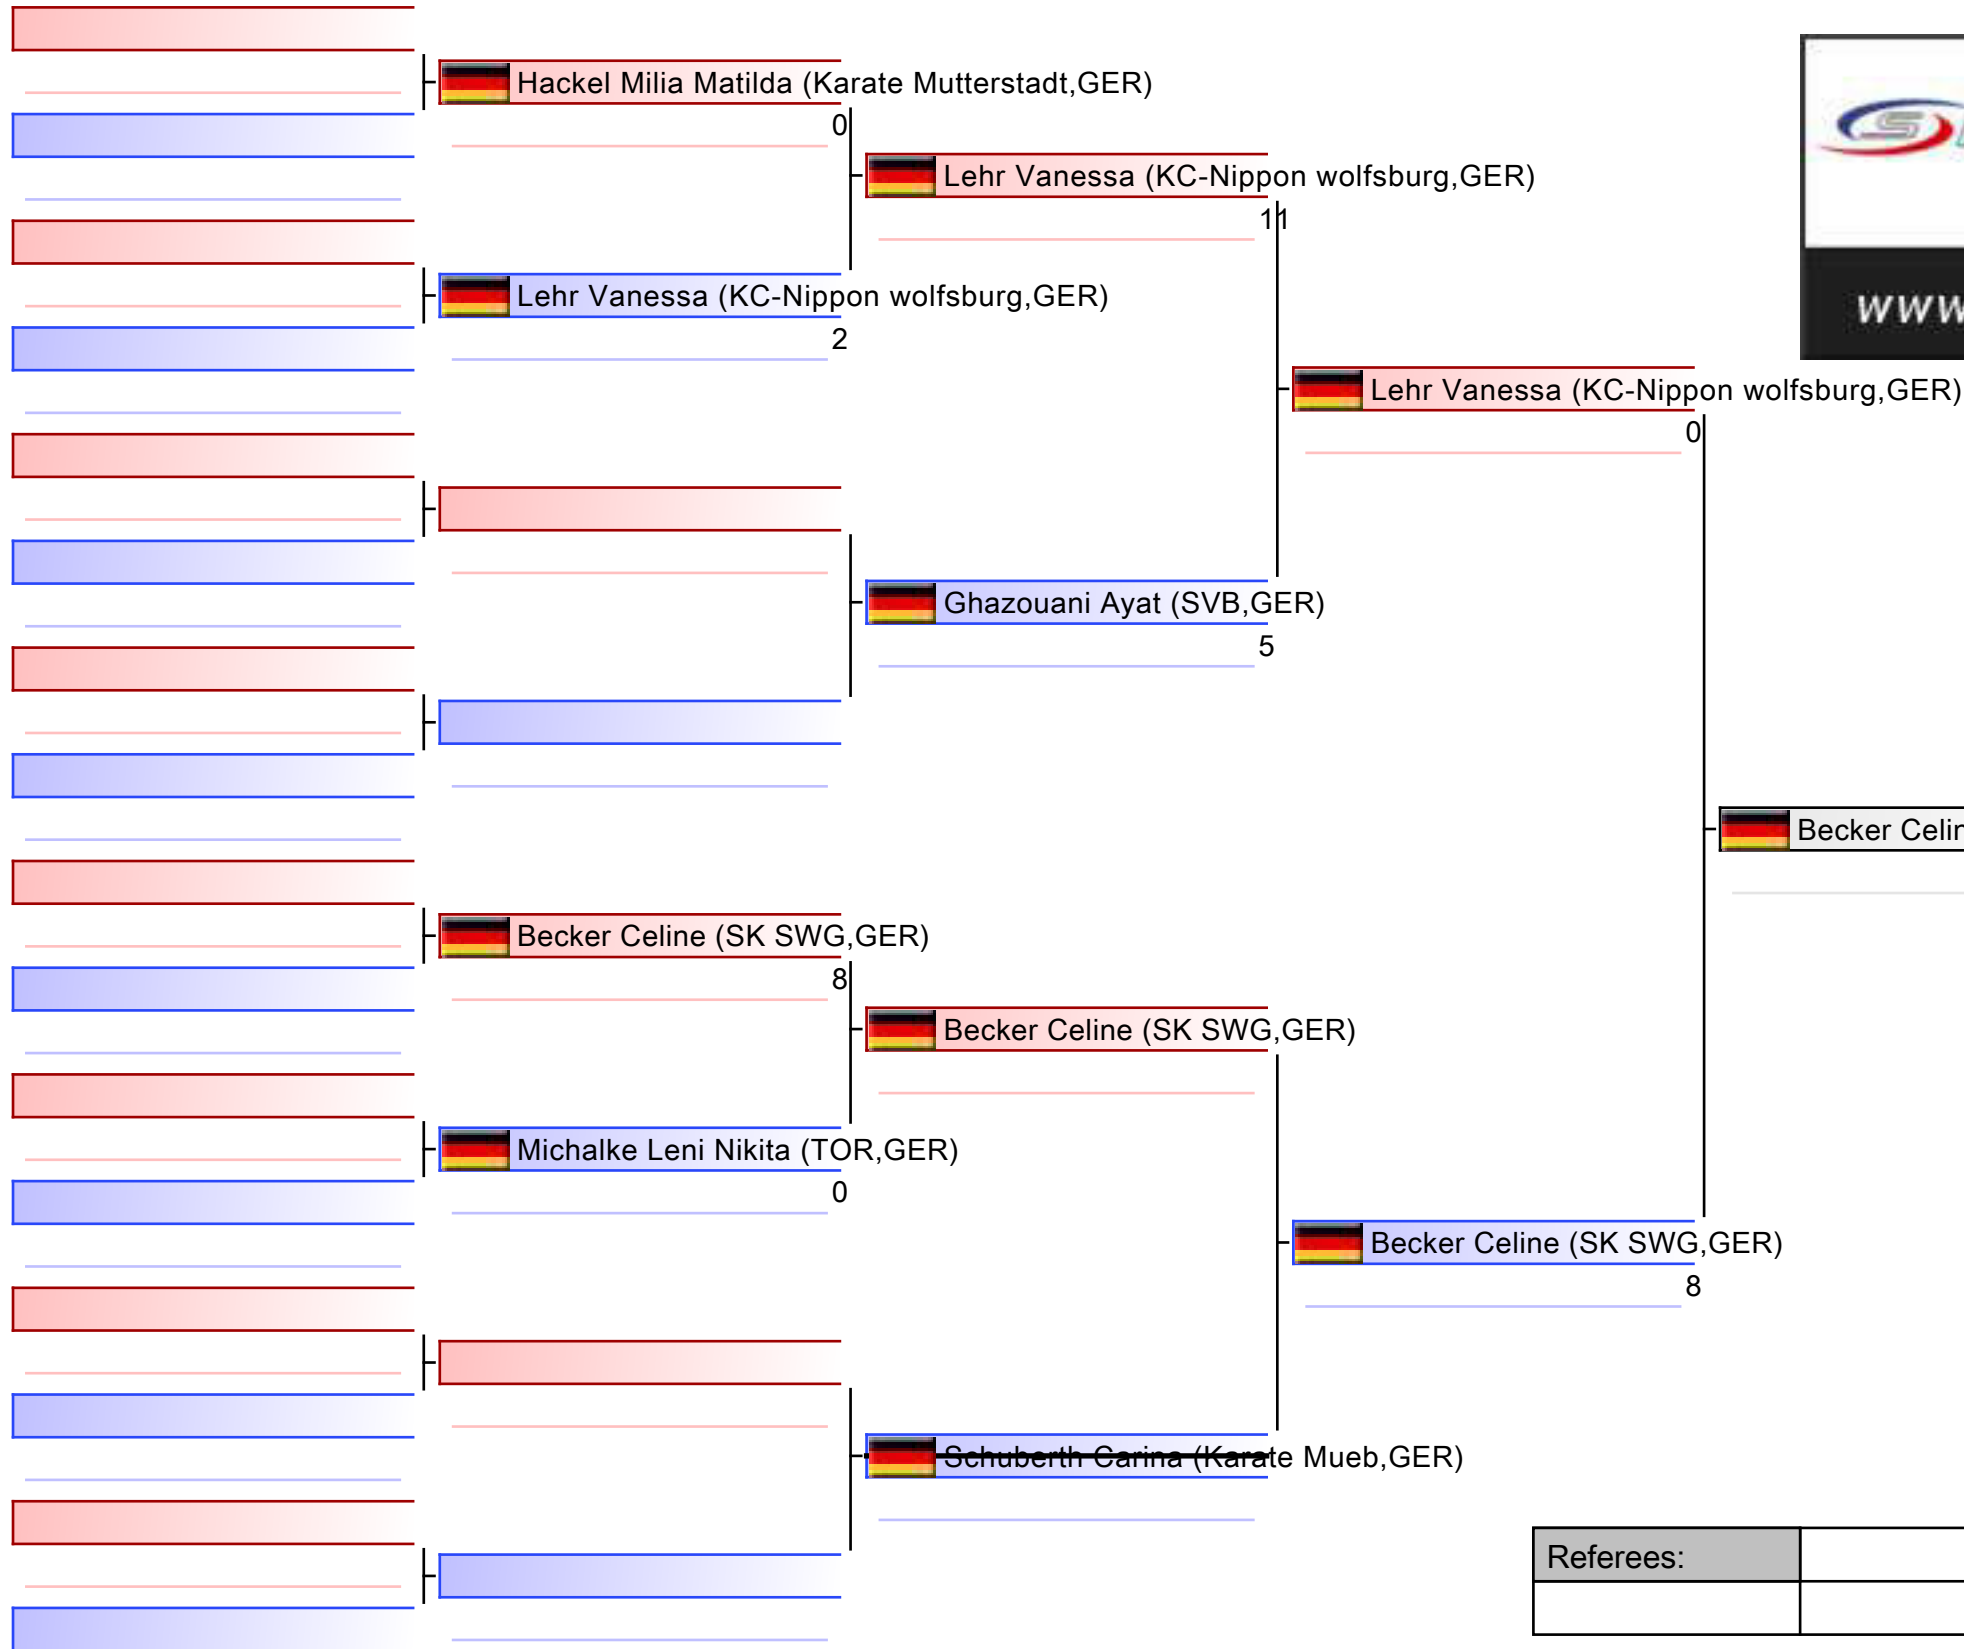 Hackel Milia Matilda (Karate Mutterstadt,GER)
0
Lehr Vanessa (KC-Nippon wolfsburg,GER)
11
Lehr Vanessa (KC-Nippon wolfsburg,GER)
2
www
Lehr Vanessa (KC-Nippon wolfsburg,GER)
0
Ghazouani Ayat (SVB,GER)
5
Becker Celin
Becker Celine (SK SWG,GER)
8
Becker Celine (SK SWG,GER)
Michalke Leni Nikita (TOR,GER)
0
Becker Celine (SK SWG,GER)
8
Schuberth Carina (Karate Mueb,GER)
Referees: